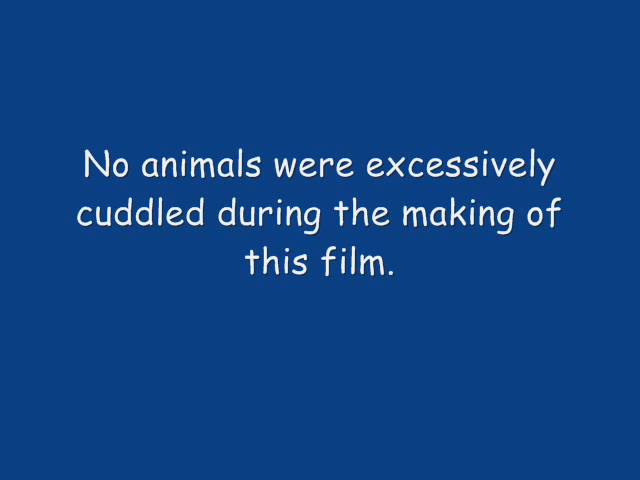 No animals were excessively
cuddled during the making of
this film.